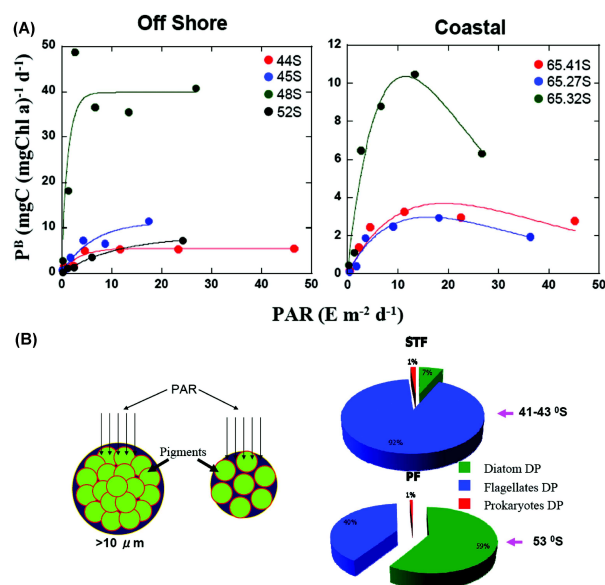 (A)
Off Shore
Coastal
50
40
30
20
10
0
0
10
20
30
40
50
44S
45S
48S
52S
12
10
8
6
4
2
0
0
10
20
30
40
50
65.41S
65.27S
65.32S
Pᴮ (mgC (mgChl a)⁻¹ d⁻¹)
PAR (E m⁻² d⁻¹)
(B)
PAR
Pigments
>10 μm
STF
1%
7%
92%
41-43 ⁰S
PF
1%
40%
59%
53 ⁰S
Diatom DP
Flagellates DP
Prokaryotes DP